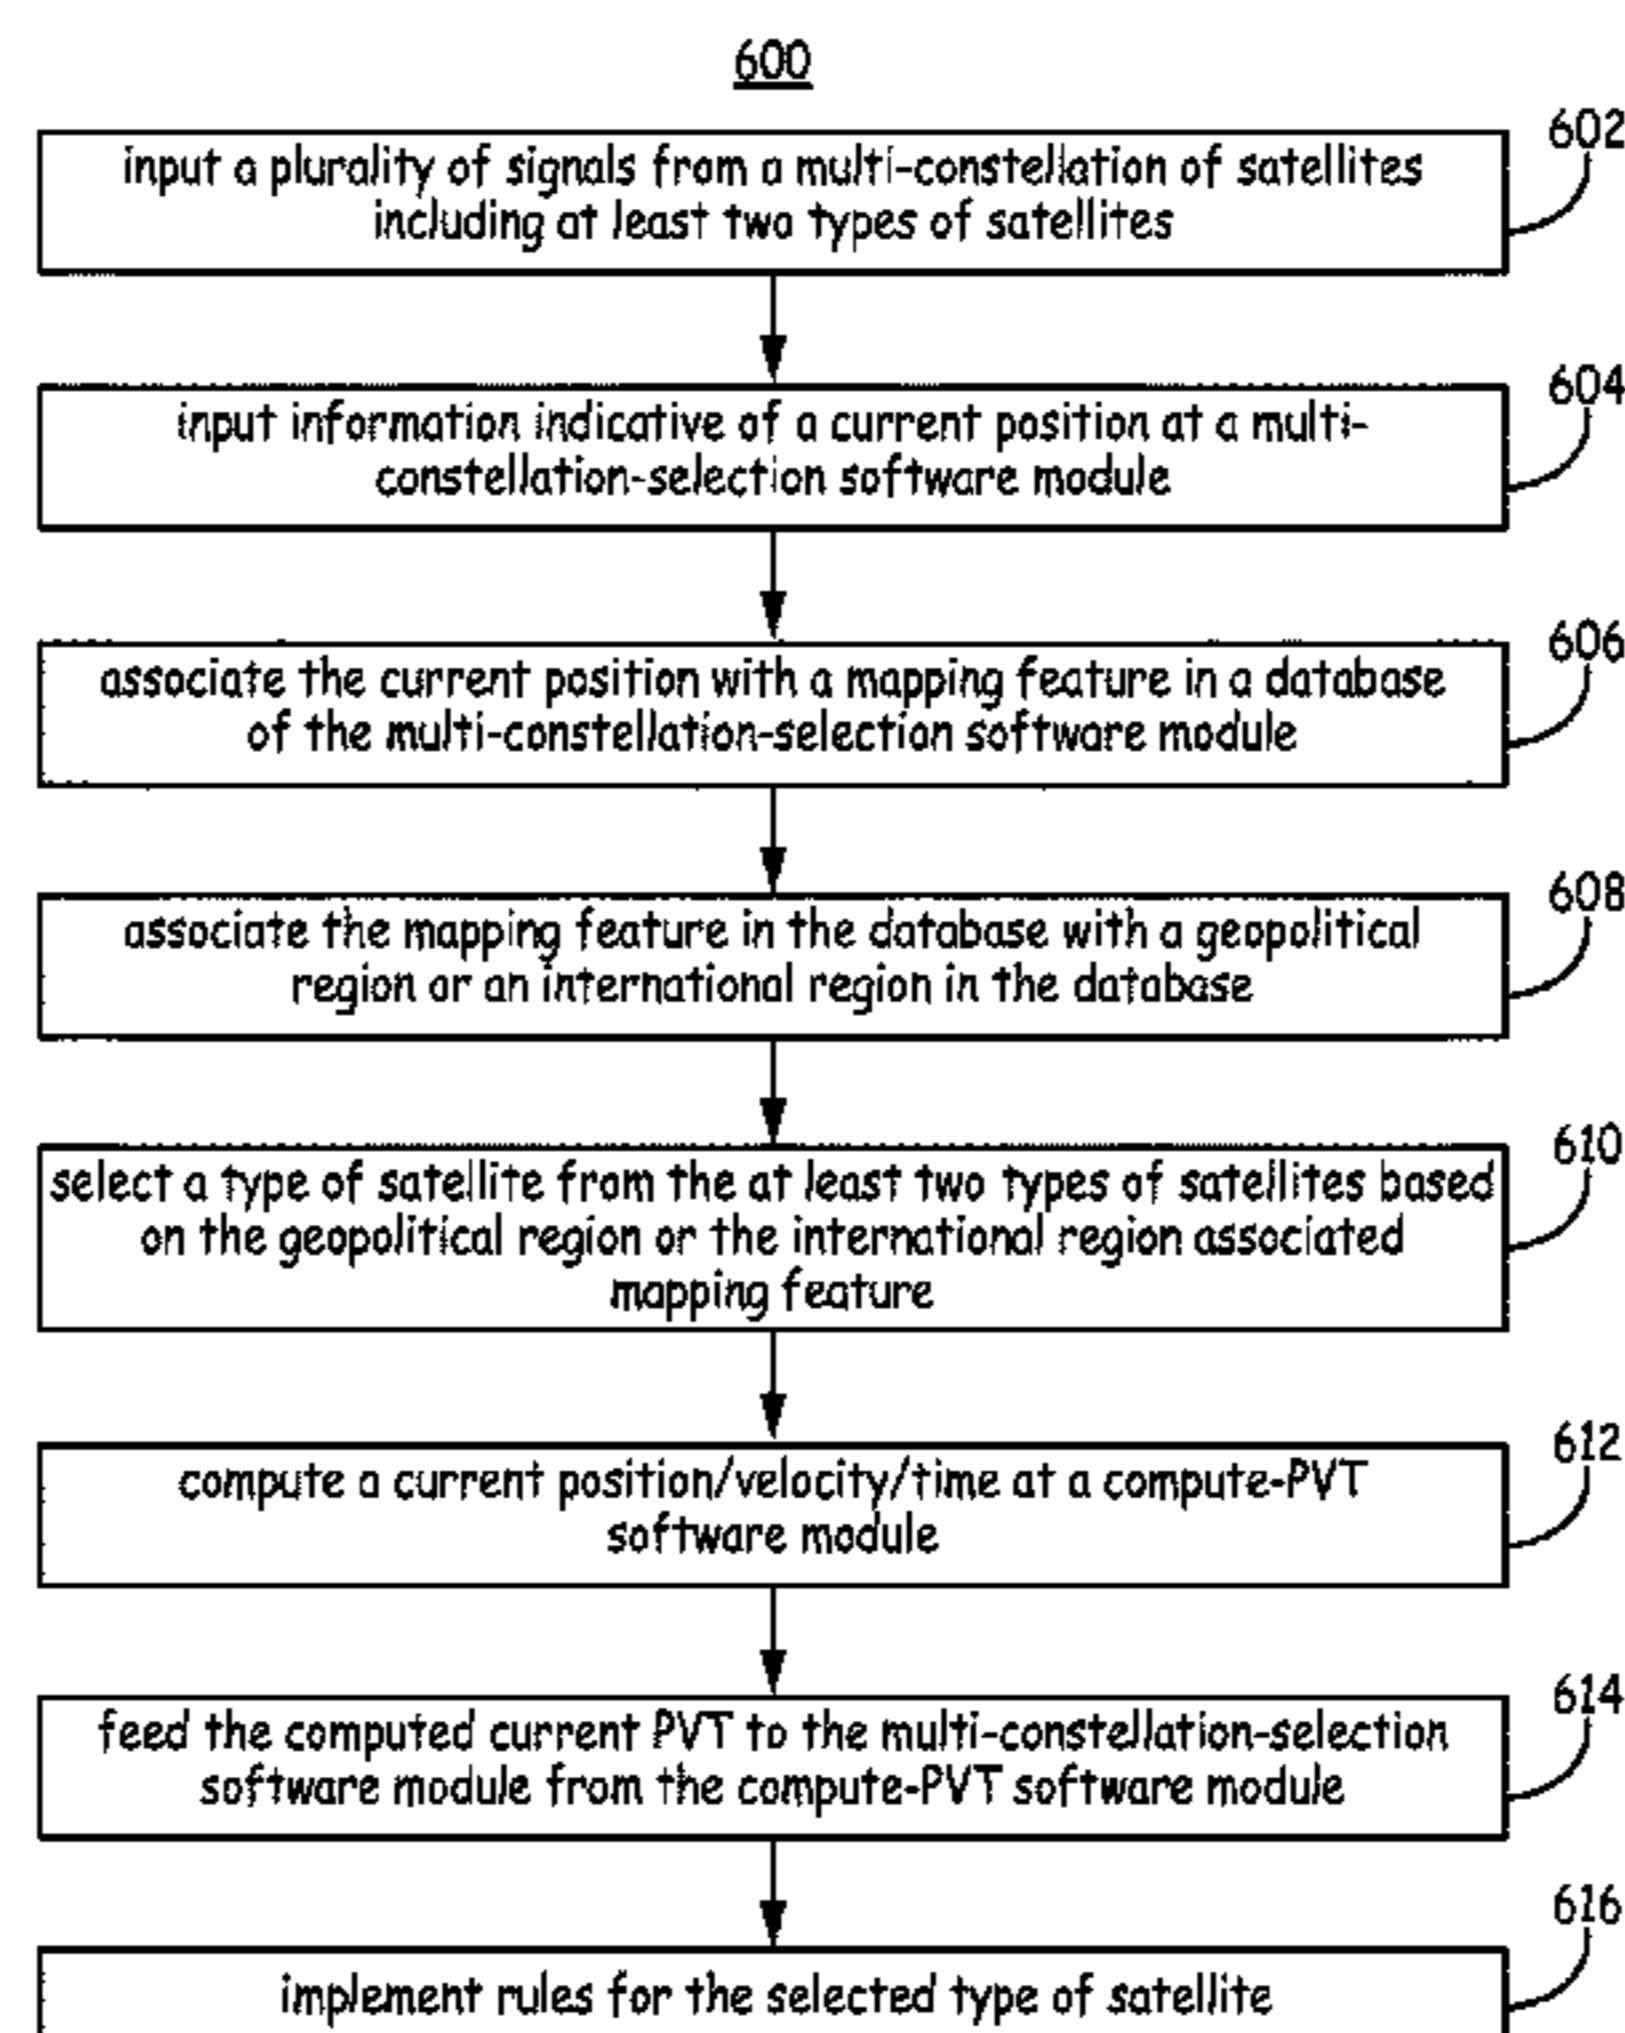 600
602
input a plurality of signals from a multi-constellation of satellites
including at least two types of satellites
604
input information indicative of a current position at a multi-
constellation-selection software module
606
associate the current position with a mapping feature in a database
of the multi-constellation-selection software module
608
associate the mapping feature in the database with a geopolitical
region or an international region in the database
610
select a type of satellite from the at least two types of satellites based
on the geopolitical region or the international region associated
mapping feature
612
compute a current position/velocity/time at a compute-PVT
software module
614
feed the computed current PVT to the multi-constellation-selection
software module from the compute-PVT software module
616
implement rules for the selected type of satellite